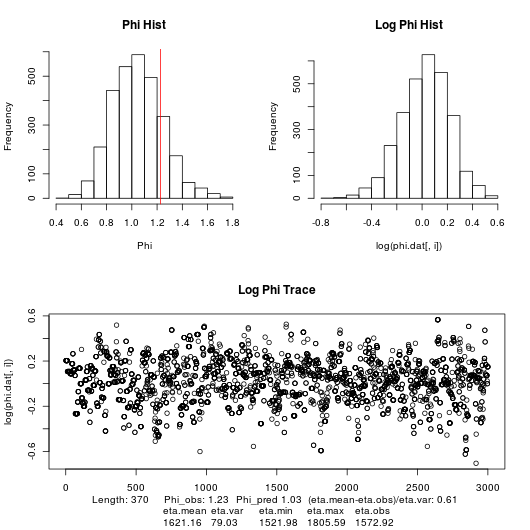 Phi Hist
Log Phi Hist
Frequency
0 100 300 500
0.4 0.6 0.8 1.0 1.2 1.4 1.6 1.8
Phi
Frequency
0 100 300 500
-0.8 -0.4 0.0 0.2 0.4 0.6
log(phi.dat[, i])
Log Phi Trace
log(phi.dat[, i])
-0.6 -0.2 0.2 0.6
0 500 1000 1500 2000 2500 3000
Length: 370 Phi_obs: 1.23 Phi_pred 1.03 (eta.mean-eta.obs)/eta.var: 0.61
eta.mean eta.var eta.min eta.max eta.obs
1621.16 79.03 1521.98 1805.59 1572.92